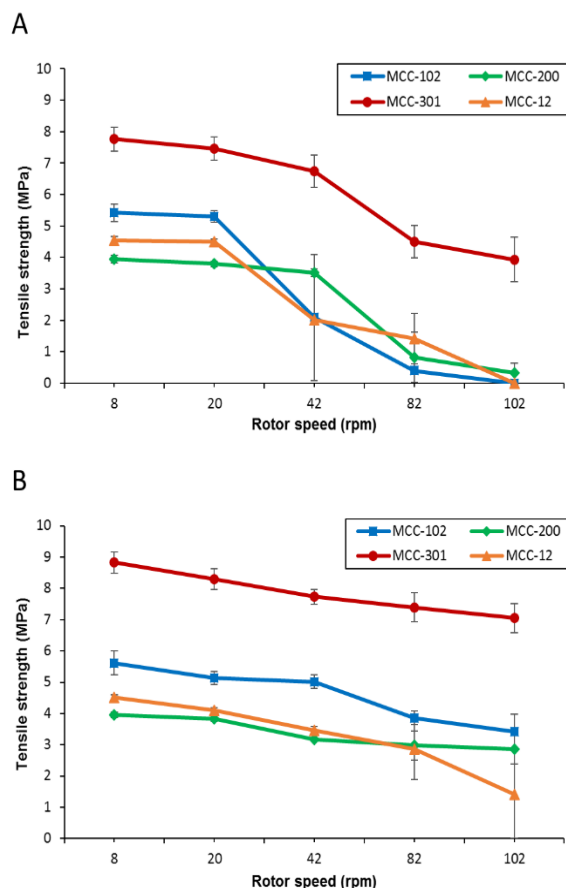 A
MCC-102 MCC-200
MCC-301 MCC-12
10
9
8
7
6
5
4
3
2
1
0
Tensile strength (MPa)
8 20 42 82 102
Rotor speed (rpm)
B
MCC-102 MCC-200
MCC-301 MCC-12
10
9
8
7
6
5
4
3
2
1
0
Tensile strength (MPa)
8 20 42 82 102
Rotor speed (rpm)